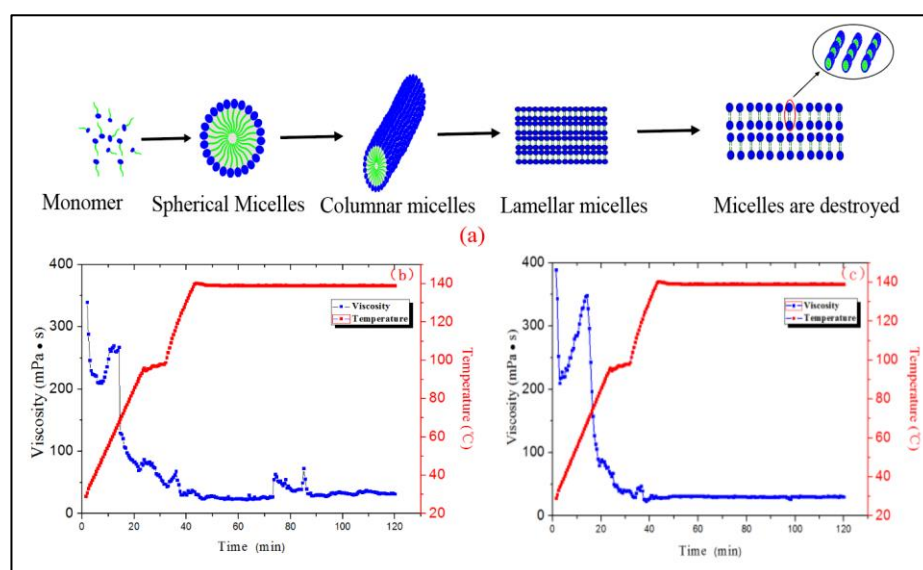 Monomer
Spherical Micelles
Columnar micelles
Lamellar micelles
Micelles are destroyed
(a)
400
300
200
100
0
Viscosity (mPa • s)
0 20 40 60 80 100 120
Time (min)
(b)
Viscosity
Temperature
140
120
100
80
60
40
20
Temperature (℃)
400
300
200
100
0
Viscosity (mPa • s)
0 20 40 60 80 100 120
Time (min)
(c)
Viscosity
Temperature
140
120
100
80
60
40
20
Temperature (℃)